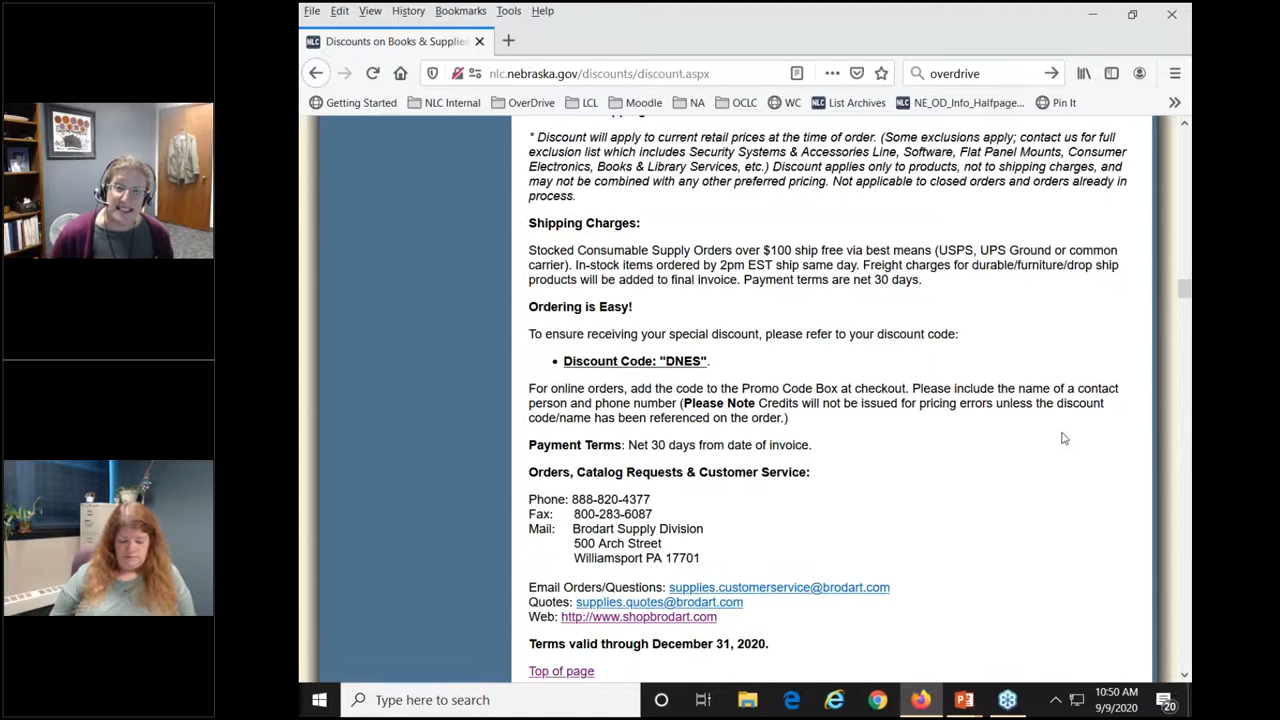 File Edit View History Bookmarks Tools Help
NLC Discounts on Books & Supplies
nlc.nebraska.gov/discounts/discount.aspx overdrive
Getting Started NLC Internal OverDrive LCL Moodle NA OCLC WC NLC List Archives NLC NE_OD_Info_Halfpage... Pin It
* Discount will apply to current retail prices at the time of order. (Some exclusions apply; contact us for full
exclusion list which includes Security Systems & Accessories Line, Software, Flat Panel Mounts, Consumer
Electronics, Books & Library Services, etc.) Discount applies only to products, not to shipping charges, and
may not be combined with any other preferred pricing. Not applicable to closed orders and orders already in
process.
Shipping Charges:
Stocked Consumable Supply Orders over $100 ship free via best means (USPS, UPS Ground or common
carrier). In-stock items ordered by 2pm EST ship same day. Freight charges for durable/furniture/drop ship
products will be added to final invoice. Payment terms are net 30 days.
Ordering is Easy!
To ensure receiving your special discount, please refer to your discount code:
• Discount Code: "DNES".
For online orders, add the code to the Promo Code Box at checkout. Please include the name of a contact
person and phone number (Please Note Credits will not be issued for pricing errors unless the discount
code/name has been referenced on the order.)
Payment Terms: Net 30 days from date of invoice.
Orders, Catalog Requests & Customer Service:
Phone: 888-820-4377
Fax: 800-283-6087
Mail: Brodart Supply Division
500 Arch Street
Williamsport PA 17701
Email Orders/Questions: supplies.customerservice@brodart.com
Quotes: supplies.quotes@brodart.com
Web: http://www.shopbrodart.com
Terms valid through December 31, 2020.
Top of page
Type here to search
10:50 AM
9/9/2020
20